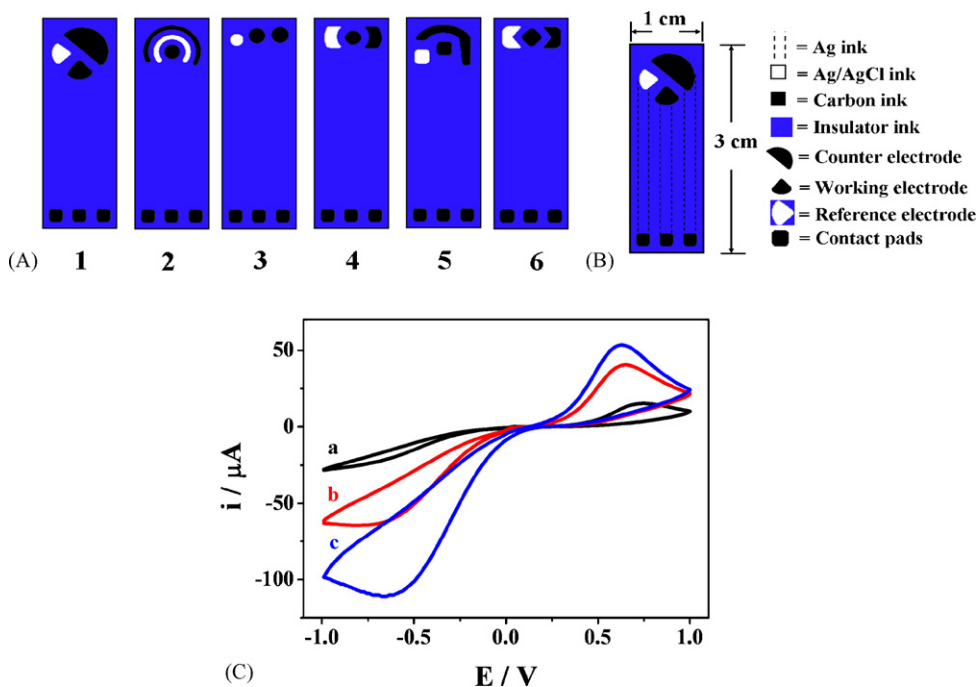 (A) 1 2 3 4 5 6
1 cm
3 cm
(B)
= Ag ink
= Ag/AgCl ink
= Carbon ink
= Insulator ink
= Counter electrode
= Working electrode
= Reference electrode
= Contact pads
50
0
-50
-100
i / µA
a
b
c
-1.0 -0.5 0.0 0.5 1.0
(C) E / V